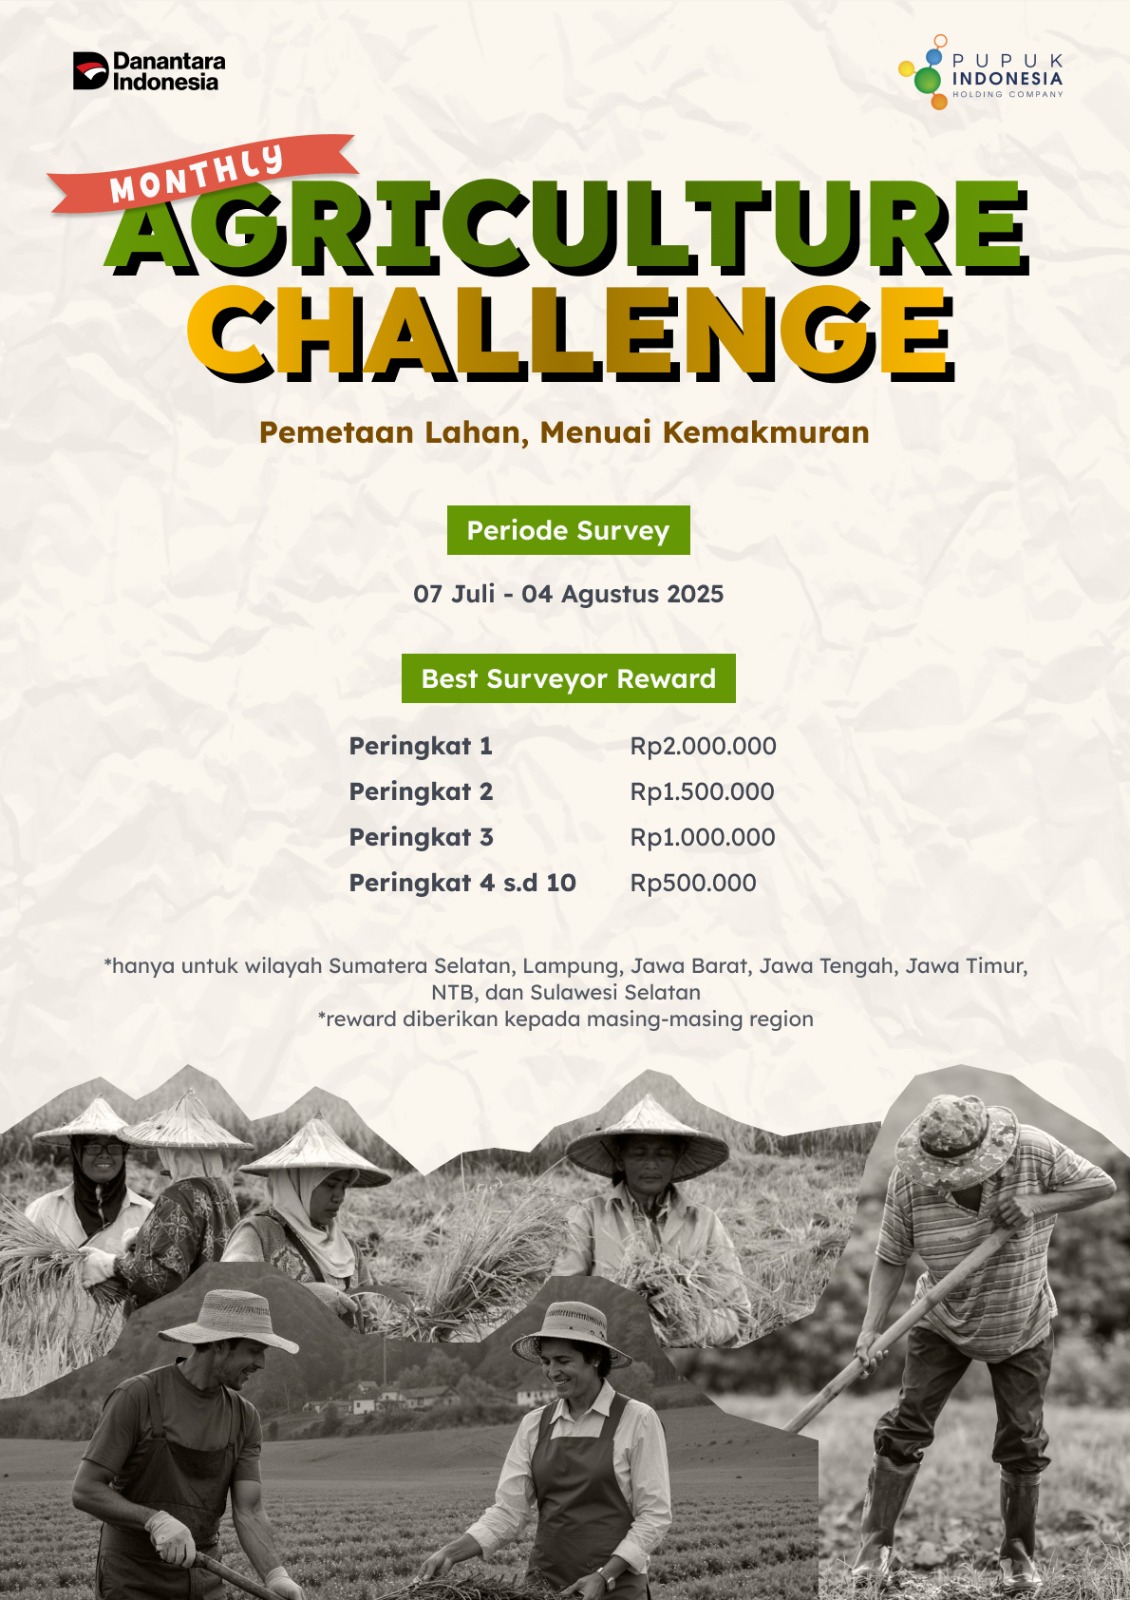 Danantara
Indonesia
PUPUK
INDONESIA
HOLDING COMPANY
MONTHLY
AGRICULTURE
CHALLENGE
Pemetaan Lahan, Menuai Kemakmuran
Periode Survey
07 Juli - 04 Agustus 2025
Best Surveyor Reward
Peringkat 1 Rp2.000.000
Peringkat 2 Rp1.500.000
Peringkat 3 Rp1.000.000
Peringkat 4 s.d 10 Rp500.000
*hanya untuk wilayah Sumatera Selatan, Lampung, Jawa Barat, Jawa Tengah, Jawa Timur,
NTB, dan Sulawesi Selatan
*reward diberikan kepada masing-masing region